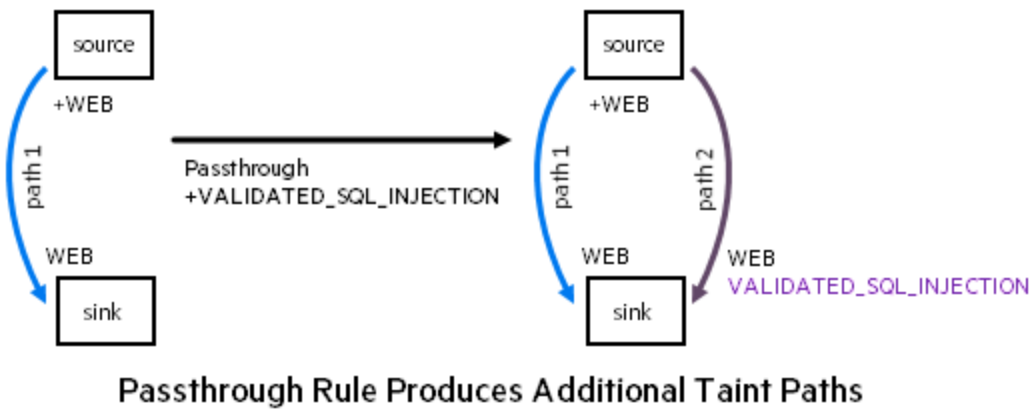 source
+WEB
path 1
WEB
sink
Passthrough
+VALIDATED_SQL_INJECTION
source
+WEB
path 1
path 2
WEB
WEB
VALIDATED_SQL_INJECTION
sink
Passthrough Rule Produces Additional Taint Paths